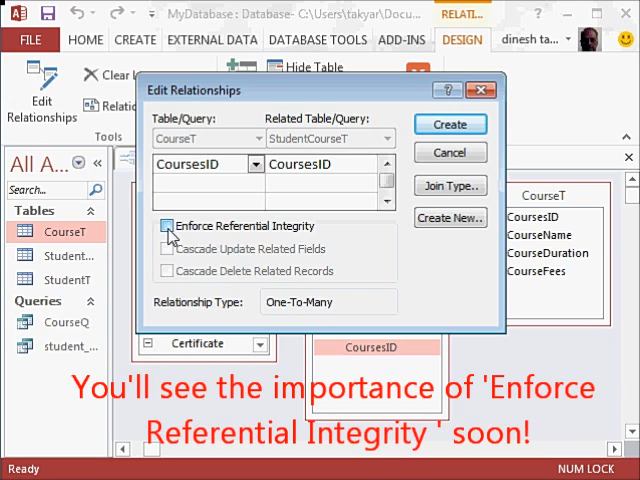 MyDatabase : Database- C:\Users\takyar\Docu...
RELATI...
FILE
HOME
CREATE
EXTERNAL DATA
DATABASE TOOLS
ADD-INS
DESIGN
dinesh ta...
Edit
Relationships
Clear L
Relatio
Hide Table
Tools
Edit Relationships
Table/Query:
Related Table/Query:
CourseT
StudentCourseT
CoursesID
CoursesID
Create
Cancel
Join Type..
Create New..
Enforce Referential Integrity
Cascade Update Related Fields
Cascade Delete Related Records
Relationship Type:
One-To-Many
All A...
Search...
Tables
CourseT
Student...
StudentT
Queries
CourseQ
student_...
CourseT
CoursesID
CourseName
CourseDuration
CourseFees
Certificate
CoursesID
You'll see the importance of 'Enforce
Referential Integrity ' soon!
Ready
NUM LOCK